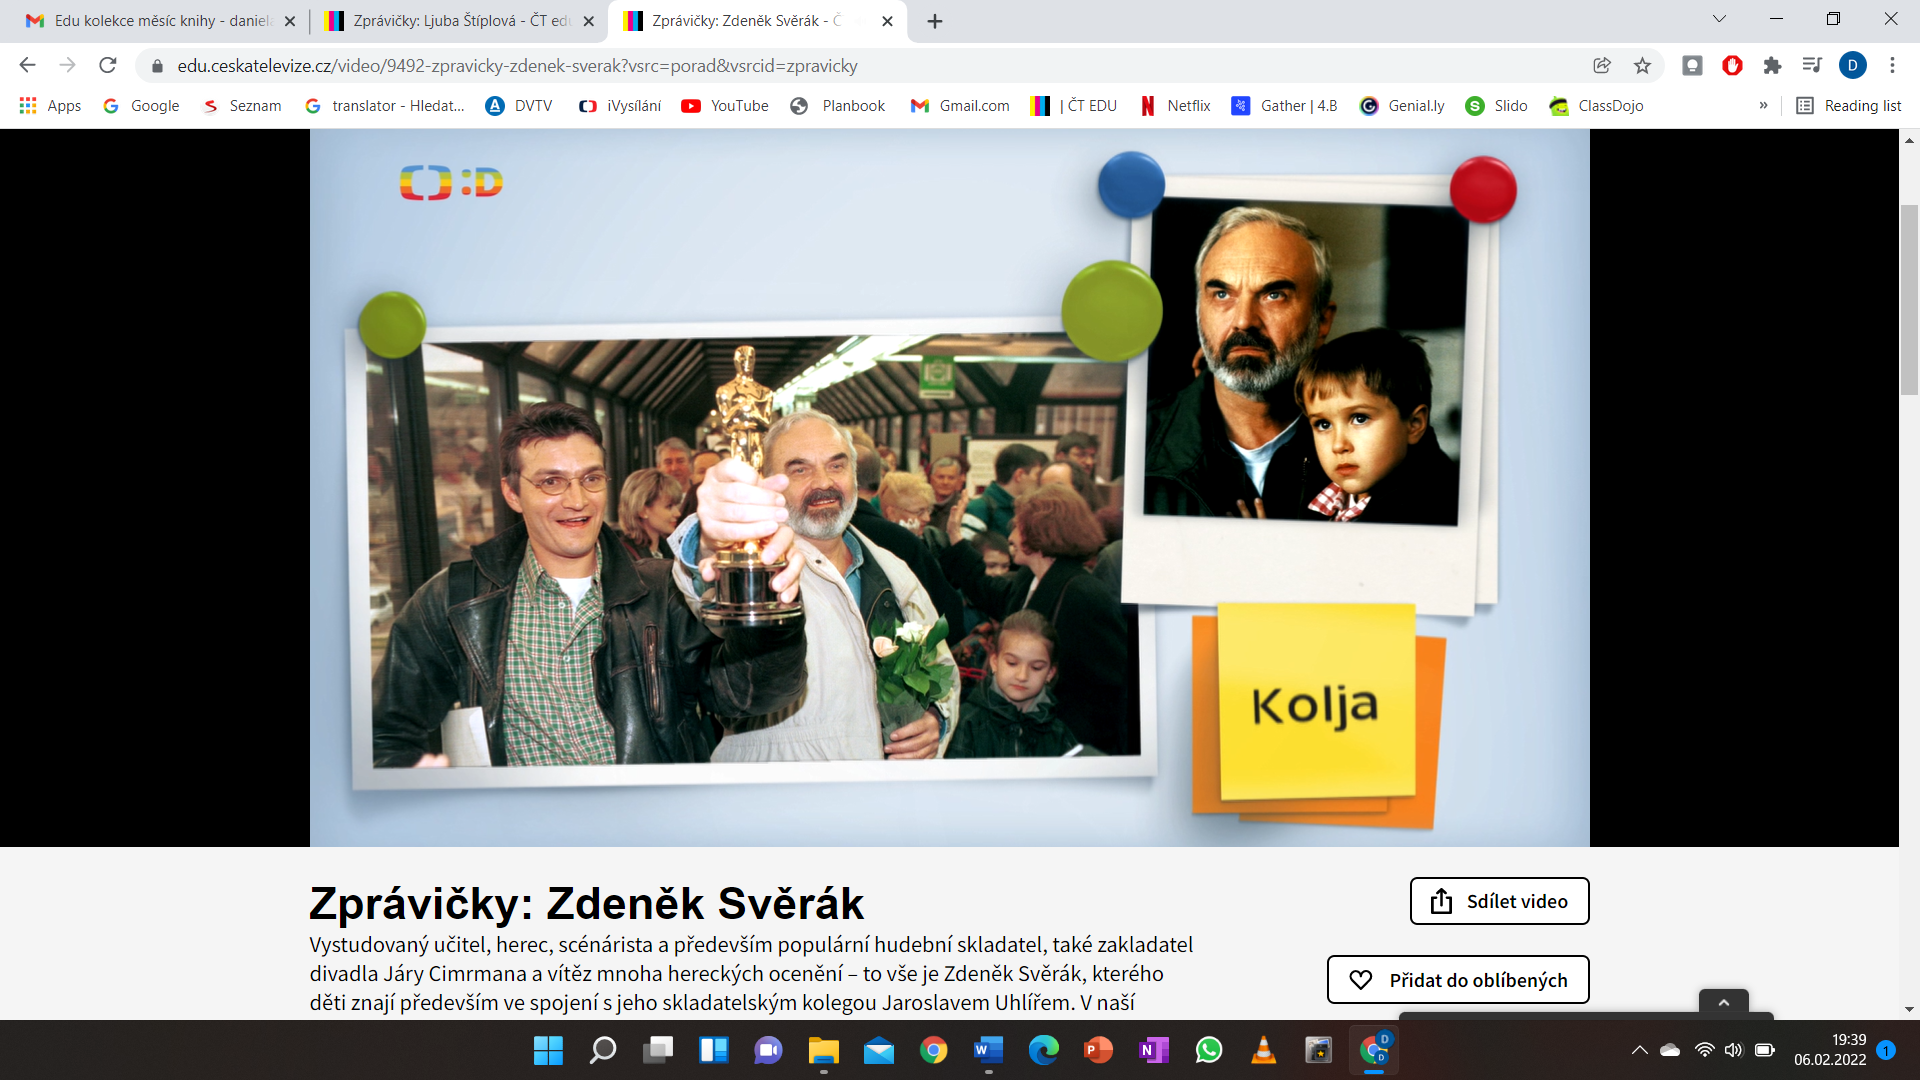 Edu kolekce měsíc knihy - daniela
Zprávičky: Ljuba Štíplová - ČT edu
Zprávičky: Zdeněk Svěrák - Č
edu.ceskatelevize.cz/video/9492-zpravicky-zdenek-sverak?vsrc=porad&vsrcid=zpravicky
D
Apps
Google
Seznam
translator - Hledat...
DVTV
iVysílání
YouTube
Planbook
Gmail.com
| ČT EDU
Netflix
Gather | 4.B
Genial.ly
Slido
ClassDojo
»
Reading list
:D
Kolja
Zprávičky: Zdeněk Svěrák
Sdílet video
Vystudovaný učitel, herec, scénárista a především populární hudební skladatel, také zakladatel
divadla Járy Cimrmana a vítěz mnoha hereckých ocenění – to vše je Zdeněk Svěrák, kterého
děti znají především ve spojení s jeho skladatelským kolegou Jaroslavem Uhlířem. V naší
Přidat do oblíbených
19:39
06.02.2022
1